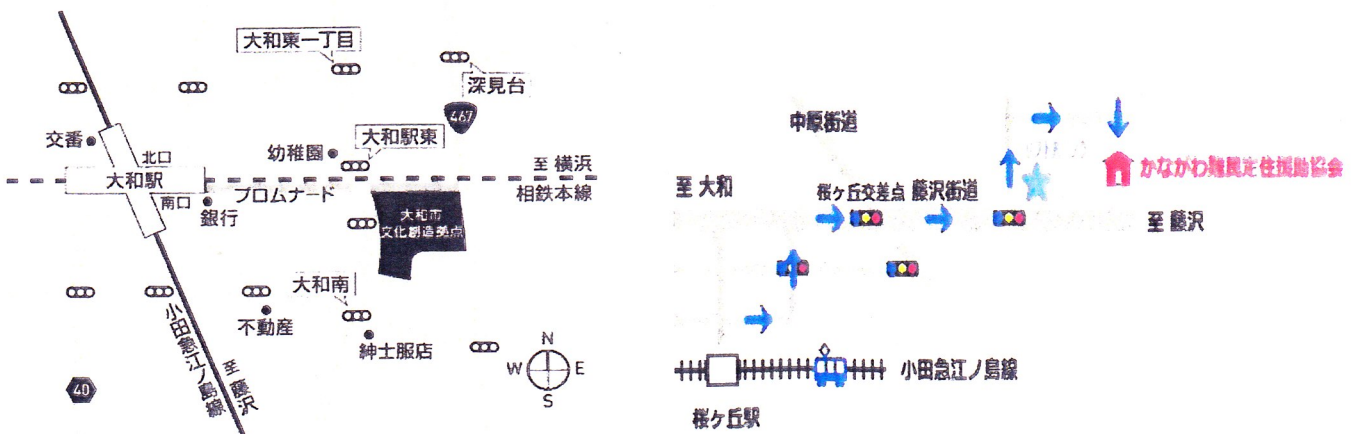 大和東一丁目
深見台
467
交番
北口
幼稚園
大和駅東
至 横浜
大和駅
プロムナード
相鉄本線
南口
銀行
大和市
文化創造拠点
大和南
不動産
紳士服店
小田急江ノ島線
至 藤沢
40
N
W
E
S
中原街道
かながわ難民定住援助協会
至 大和
桜ケ丘交差点
藤沢街道
至 藤沢
小田急江ノ島線
桜ケ丘駅